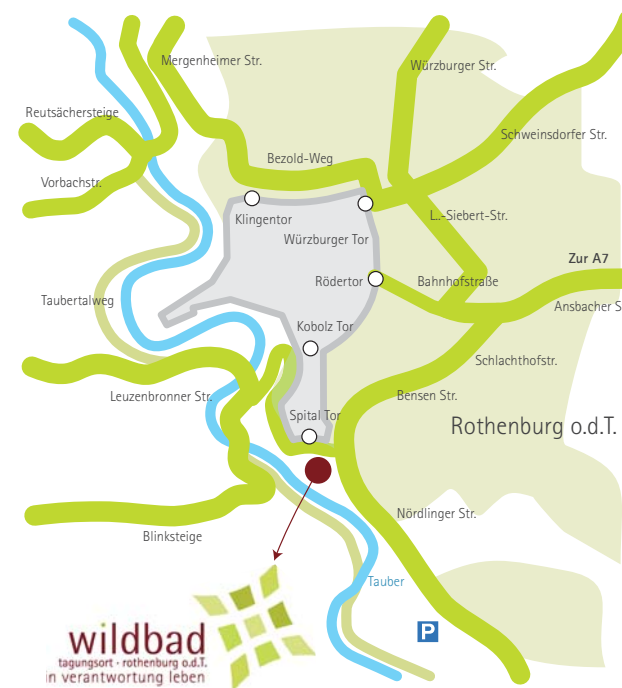 Mergenheimer Str.
Würzburger Str.
Reutsächersteige
Schweinsdorfer Str.
Bezold-Weg
Vorbachstr.
Klingentor
L.-Siebert-Str.
Würzburger Tor
Zur A7
Rödertor
Bahnhofstraße
Taubertalweg
Ansbacher S
Kobolz Tor
Schlachthofstr.
Leuzenbronner Str.
Bensen Str.
Spital Tor
Rothenburg o.d.T.
Nördlinger Str.
Blinksteige
Tauber
P
wildbad
tagungsort · rothenburg o.d.T.
in verantwortung leben